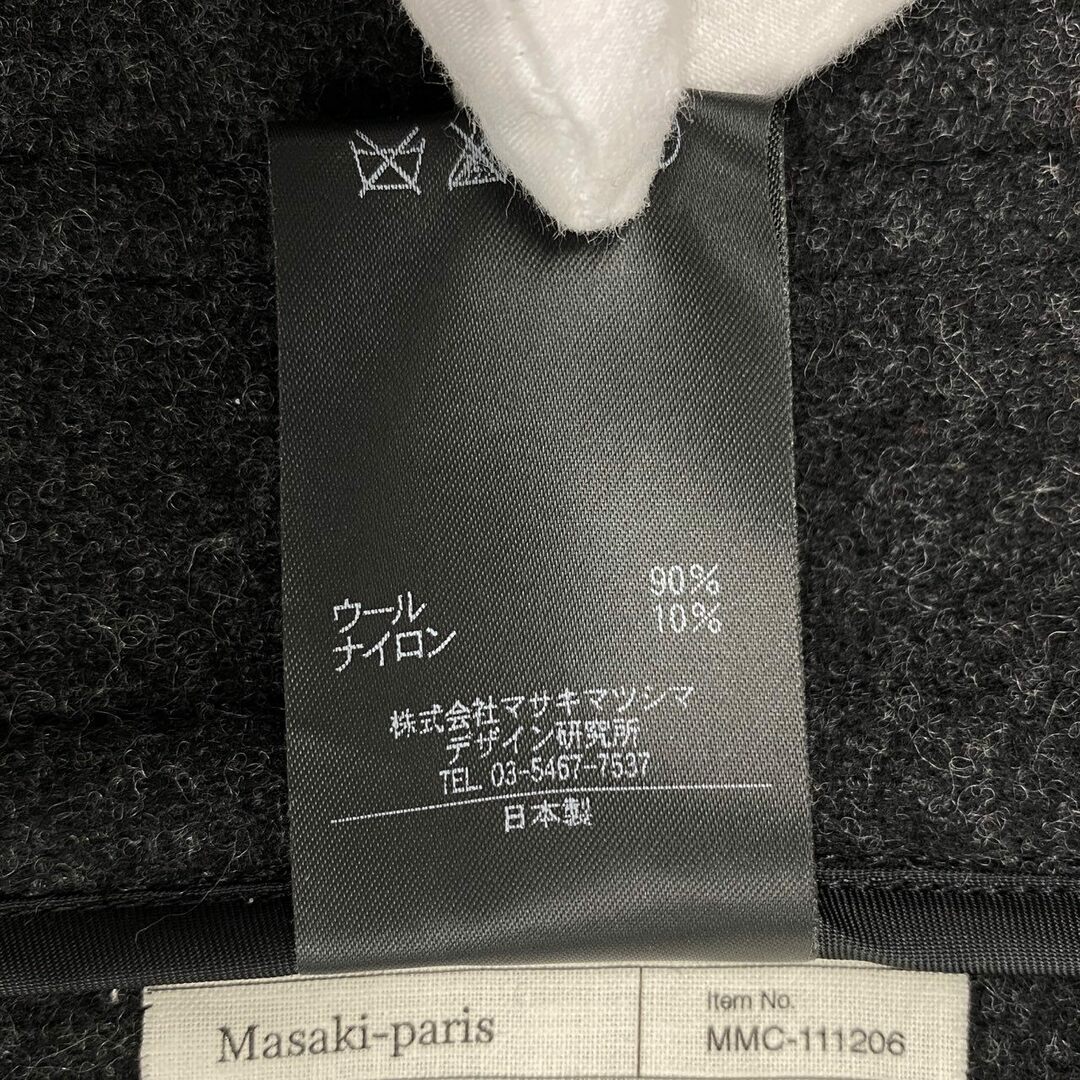 90%
ウール 10%
ナイロン
株式会社マサキマツシマ
デザイン研究所
TEL 03-5467-7537
日本製
Masaki-paris
Item No.
MMC-111206